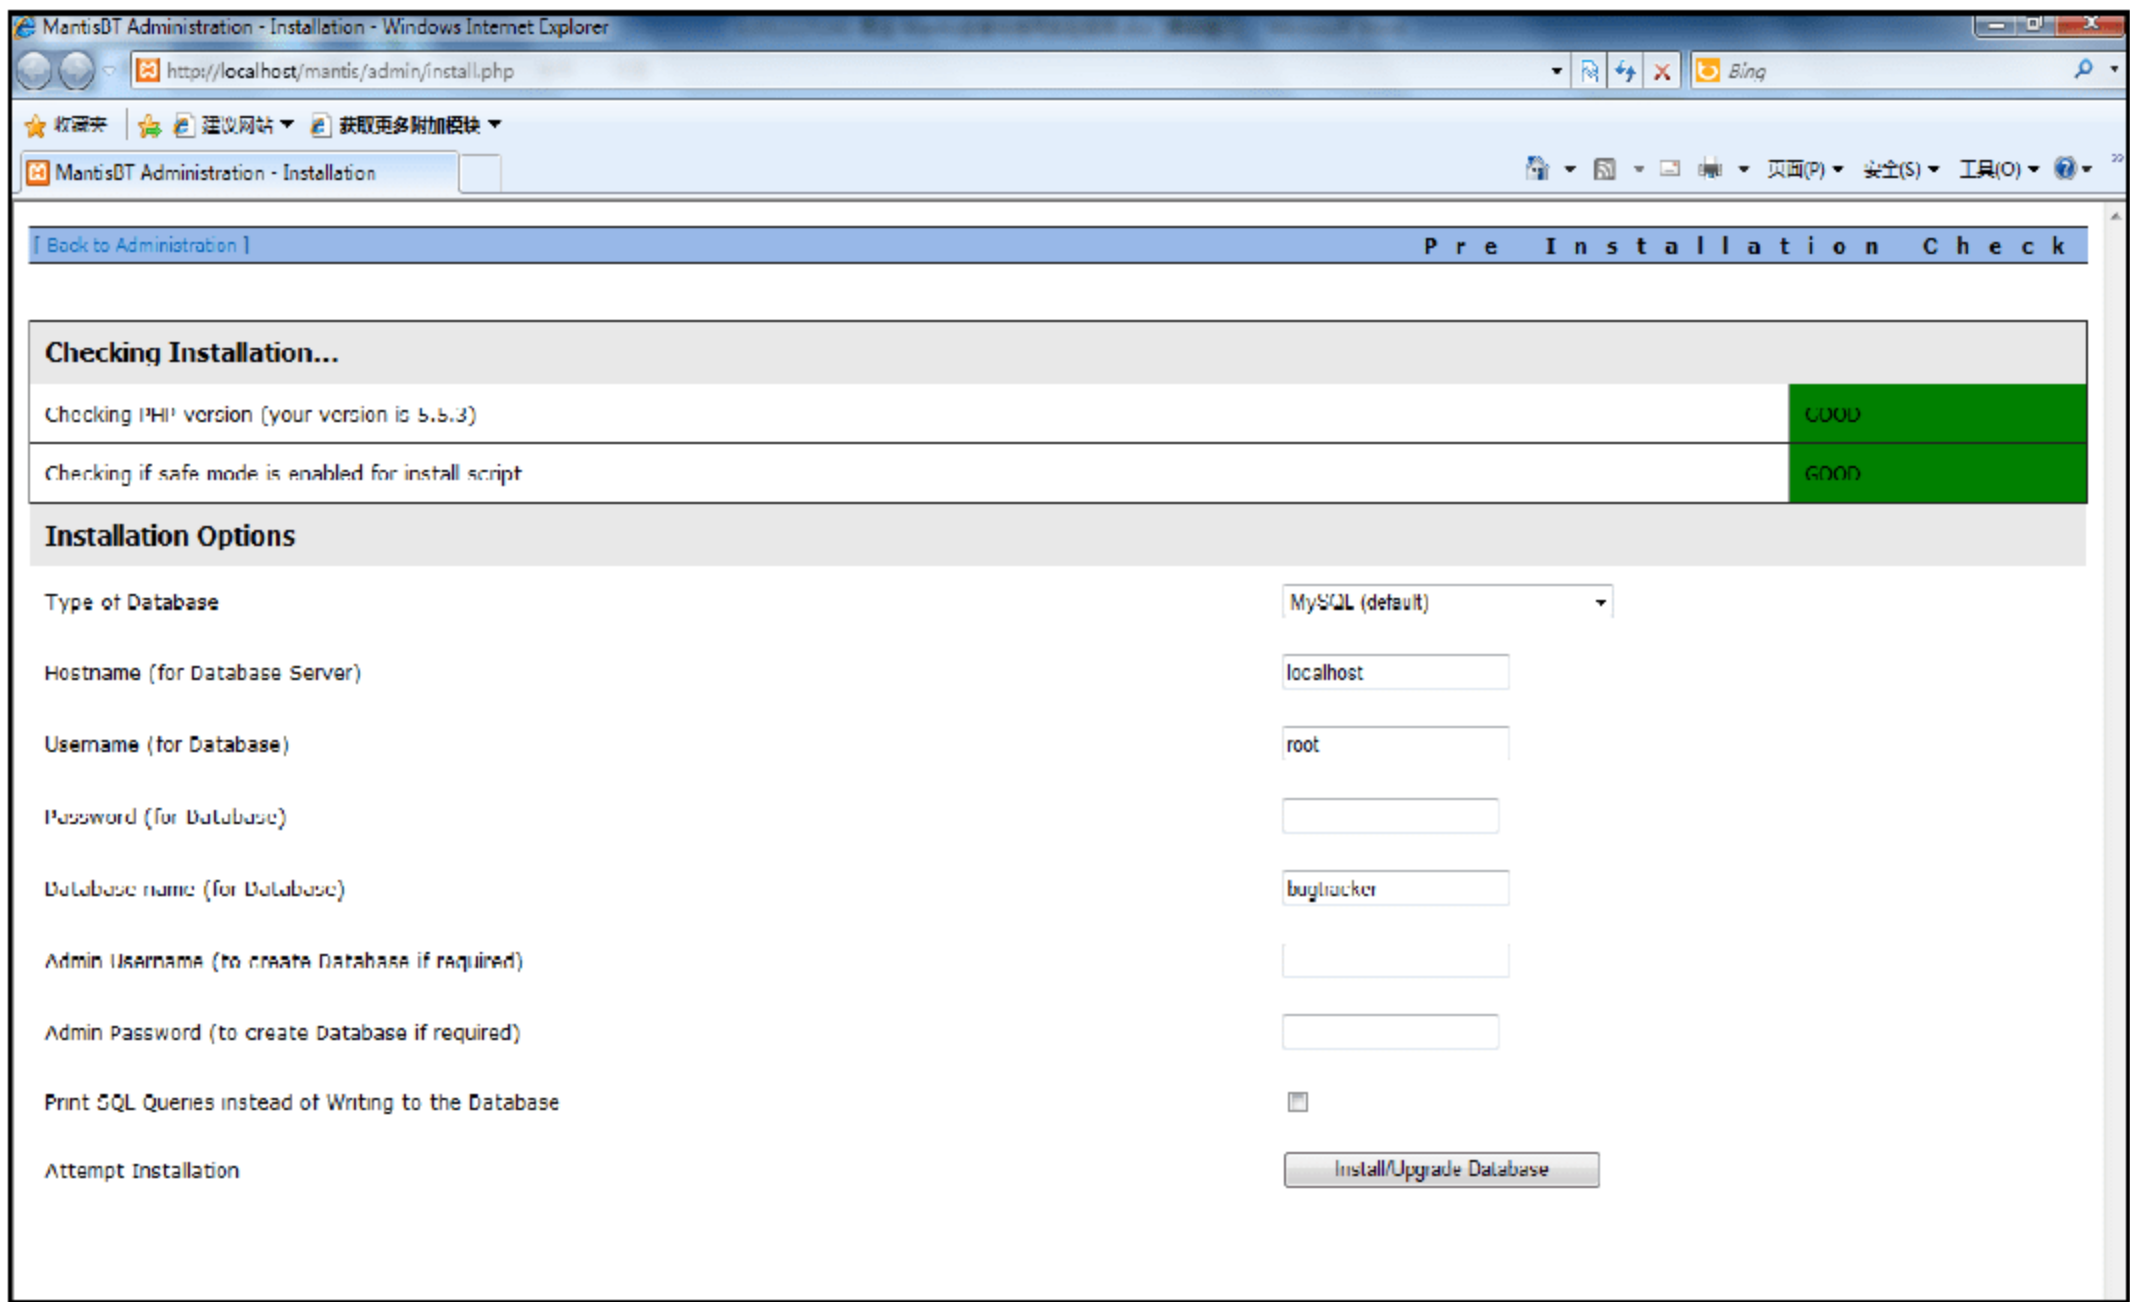 MantisBT Administration - Installation - Windows Internet Explorer
http://localhost/mantis/admin/install.php
Bing
收藏夹 建议网站 获取更多附加模块
MantisBT Administration - Installation
页面(P) 安全(S) 工具(O)
[ Back to Administration ] Pre Installation Check
Checking Installation...
Checking PHP version (your version is 5.5.3) GOOD
Checking if safe mode is enabled for install script GOOD
Installation Options
Type of Database MySQL (default)
Hostname (for Database Server) localhost
Username (for Database) root
Password (for Database)
Database name (for Database) bugtracker
Admin Username (to create Database if required)
Admin Password (to create Database if required)
Print SQL Queries instead of Writing to the Database
Attempt Installation Install/Upgrade Database